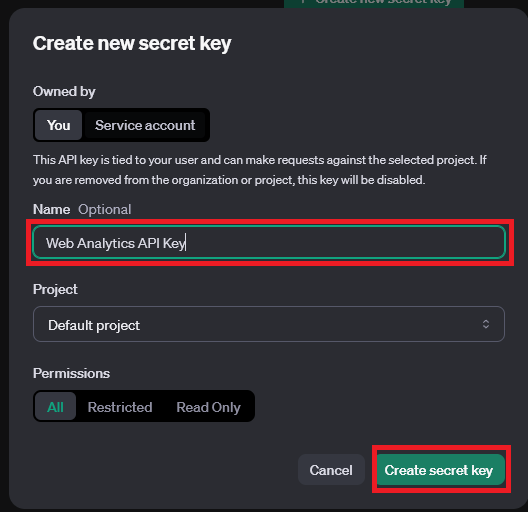 Create new secret key
Create new secret key
Owned by
You Service account
This API key is tied to your user and can make requests against the selected project. If
you are removed from the organization or project, this key will be disabled.
Name Optional
Web Analytics API Key
Project
Default project
Permissions
All Restricted Read Only
Cancel Create secret key